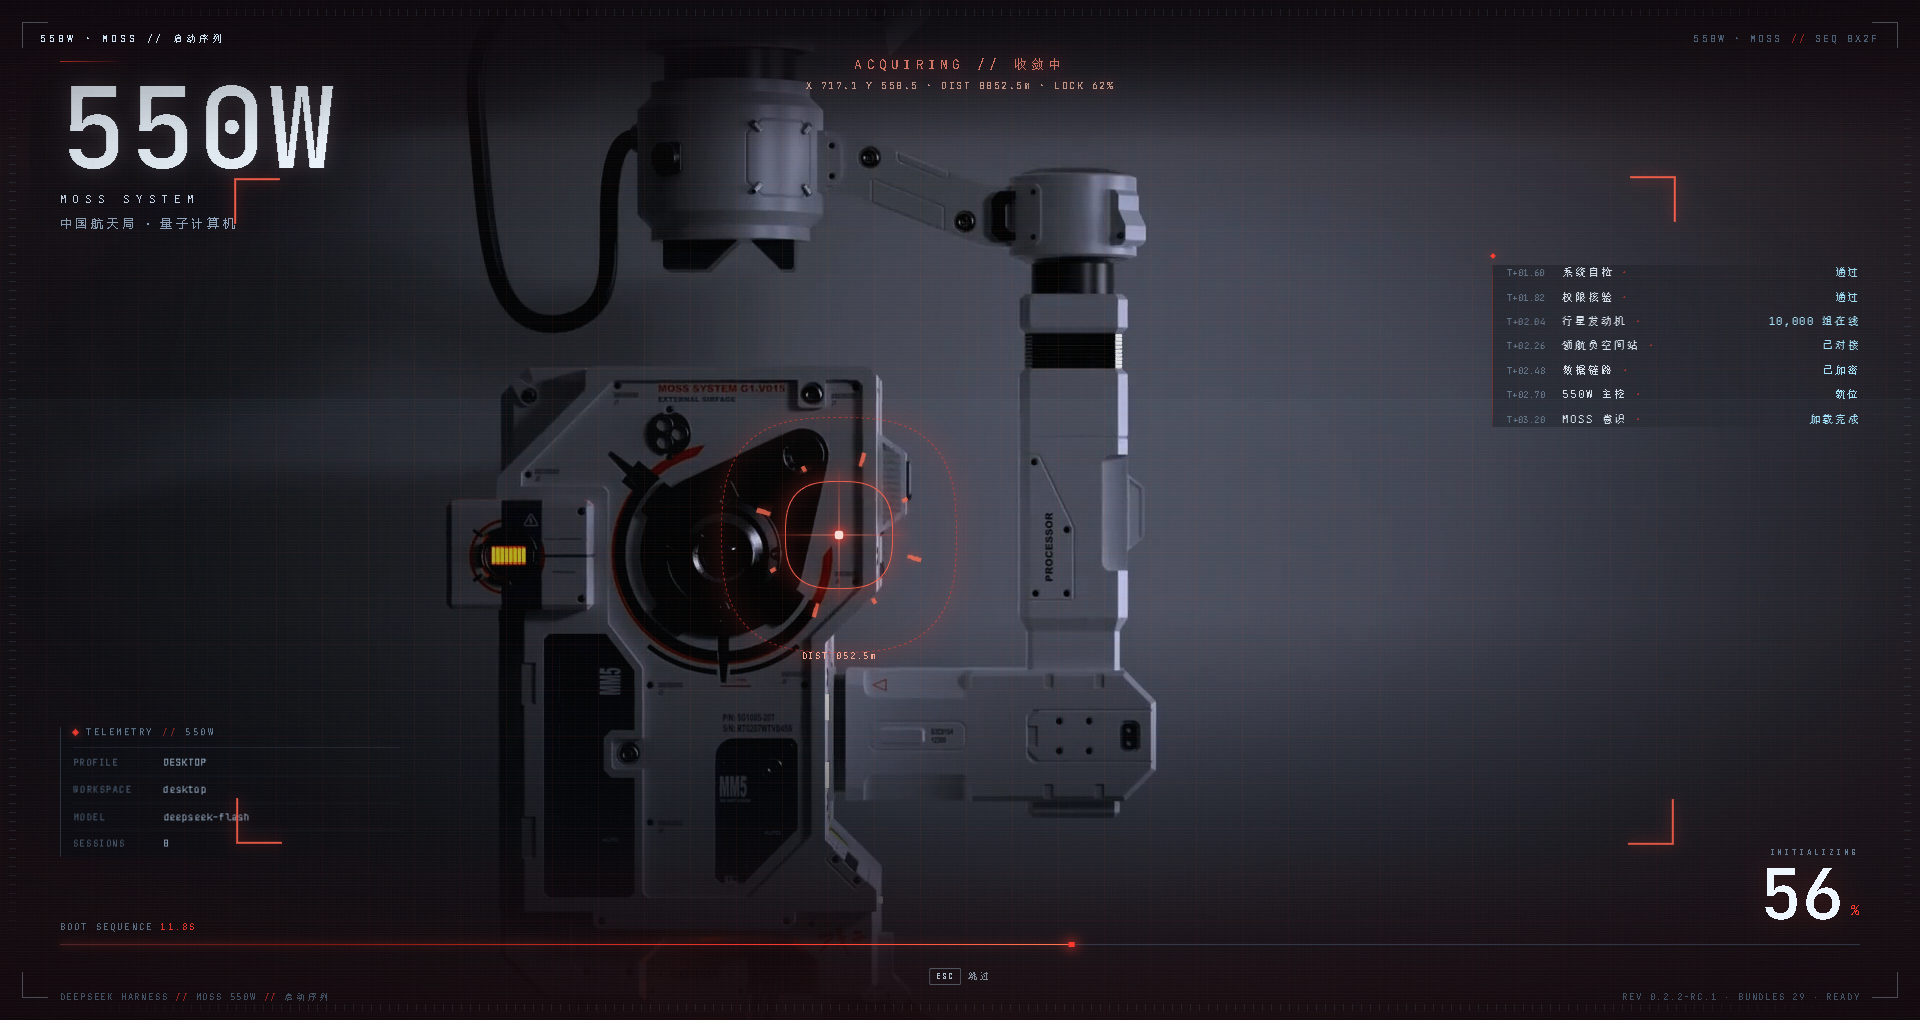 550W · MOSS // 启动序列
550W · MOSS // SEQ 0X2F
ACQUIRING // 收敛中
X 717.1 Y 550.5 · DIST 0052.5m · LOCK 62%
550W
MOSS SYSTEM
中国航天局 · 量子计算机
T+01.60 系统自检 · 通过
T+01.82 权限核验 · 通过
T+02.04 行星发动机 · 10,000 组在线
T+02.26 领航员空间站 · 已对接
T+02.48 数据链路 · 已加密
T+02.70 550W 主控 · 就位
T+03.20 MOSS 意识 · 加载完成
MOSS SYSTEM G1.V015
PROCESSOR
MM5
MM5
TELEMETRY // 550W
PROFILE DESKTOP
WORKSPACE desktop
MODEL deepseek-flash
SESSIONS 0
INITIALIZING
56 %
BOOT SEQUENCE 11.8S
ESC 跳过
DEEPSEEK HARNESS // MOSS 550W // 启动序列
REV 0.2.2-RC.1 · BUNDLES 29 · READY